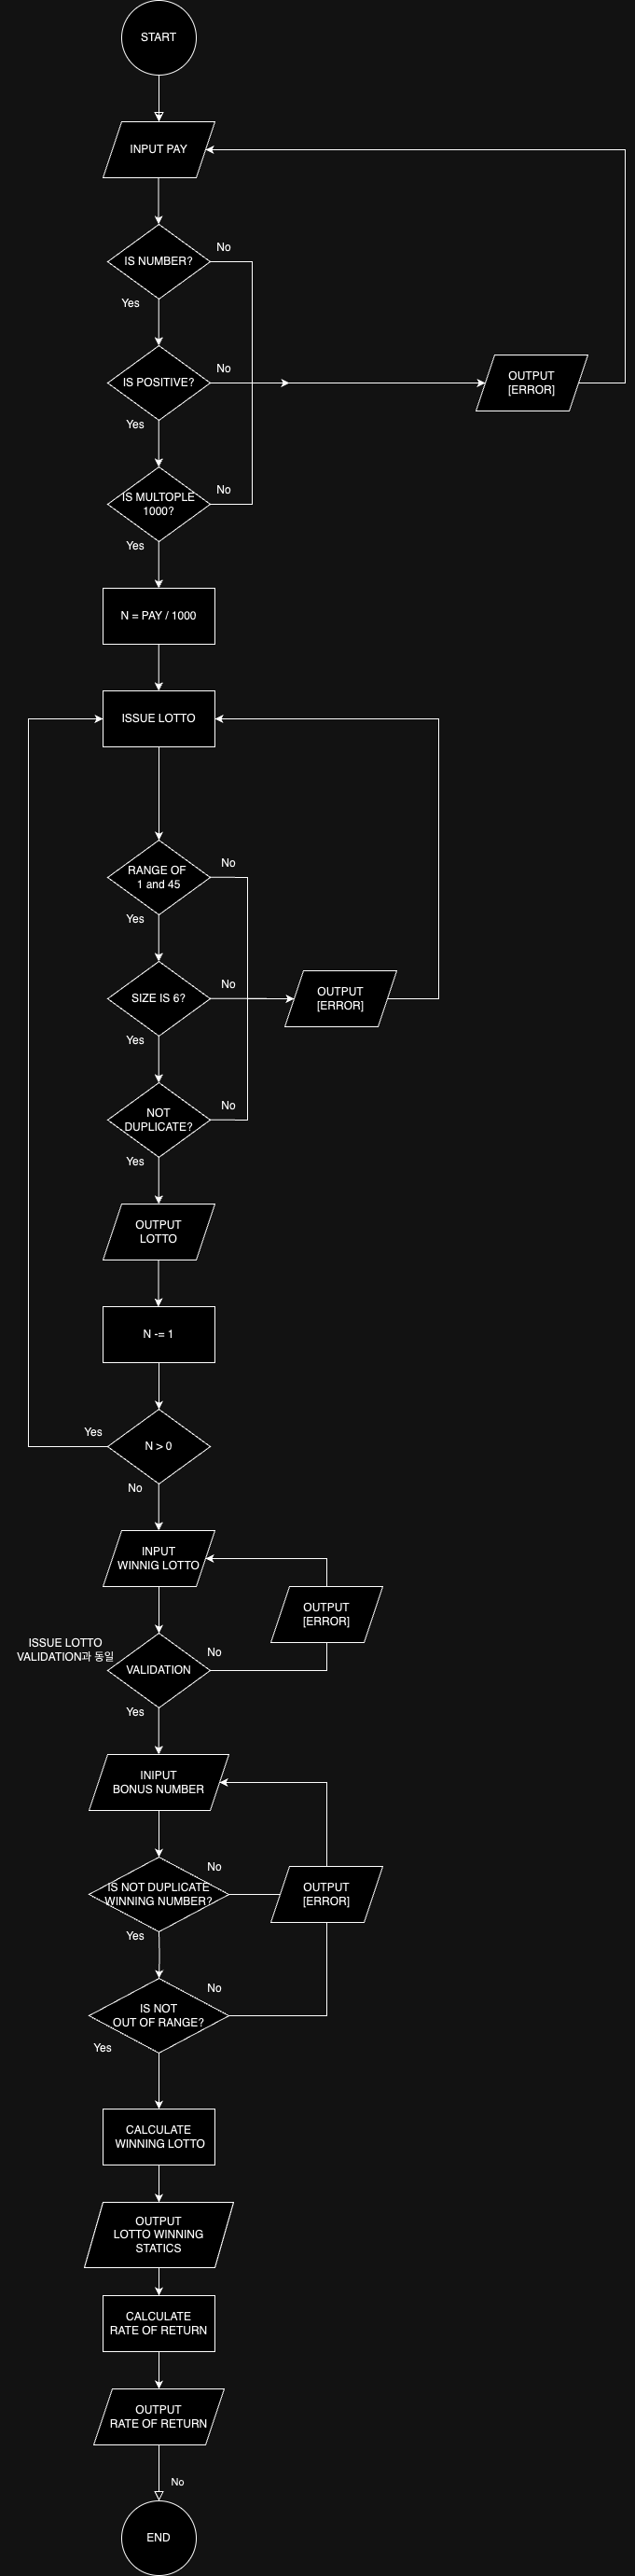 START
INPUT PAY
No
IS NUMBER?
Yes
No
IS POSITIVE?
OUTPUT
[ERROR]
Yes
No
IS MULTOPLE
1000?
Yes
N = PAY / 1000
ISSUE LOTTO
No
RANGE OF
1 and 45
Yes
No
SIZE IS 6?
OUTPUT
[ERROR]
Yes
No
NOT
DUPLICATE?
Yes
OUTPUT
LOTTO
N -= 1
Yes
N > 0
No
INPUT
WINNIG LOTTO
OUTPUT
[ERROR]
ISSUE LOTTO
VALIDATION과 동일
No
VALIDATION
Yes
INIPUT
BONUS NUMBER
No
IS NOT DUPLICATE
WINNING NUMBER?
OUTPUT
[ERROR]
Yes
No
IS NOT
OUT OF RANGE?
Yes
CALCULATE
WINNING LOTTO
OUTPUT
LOTTO WINNING
STATICS
CALCULATE
RATE OF RETURN
OUTPUT
RATE OF RETURN
No
END